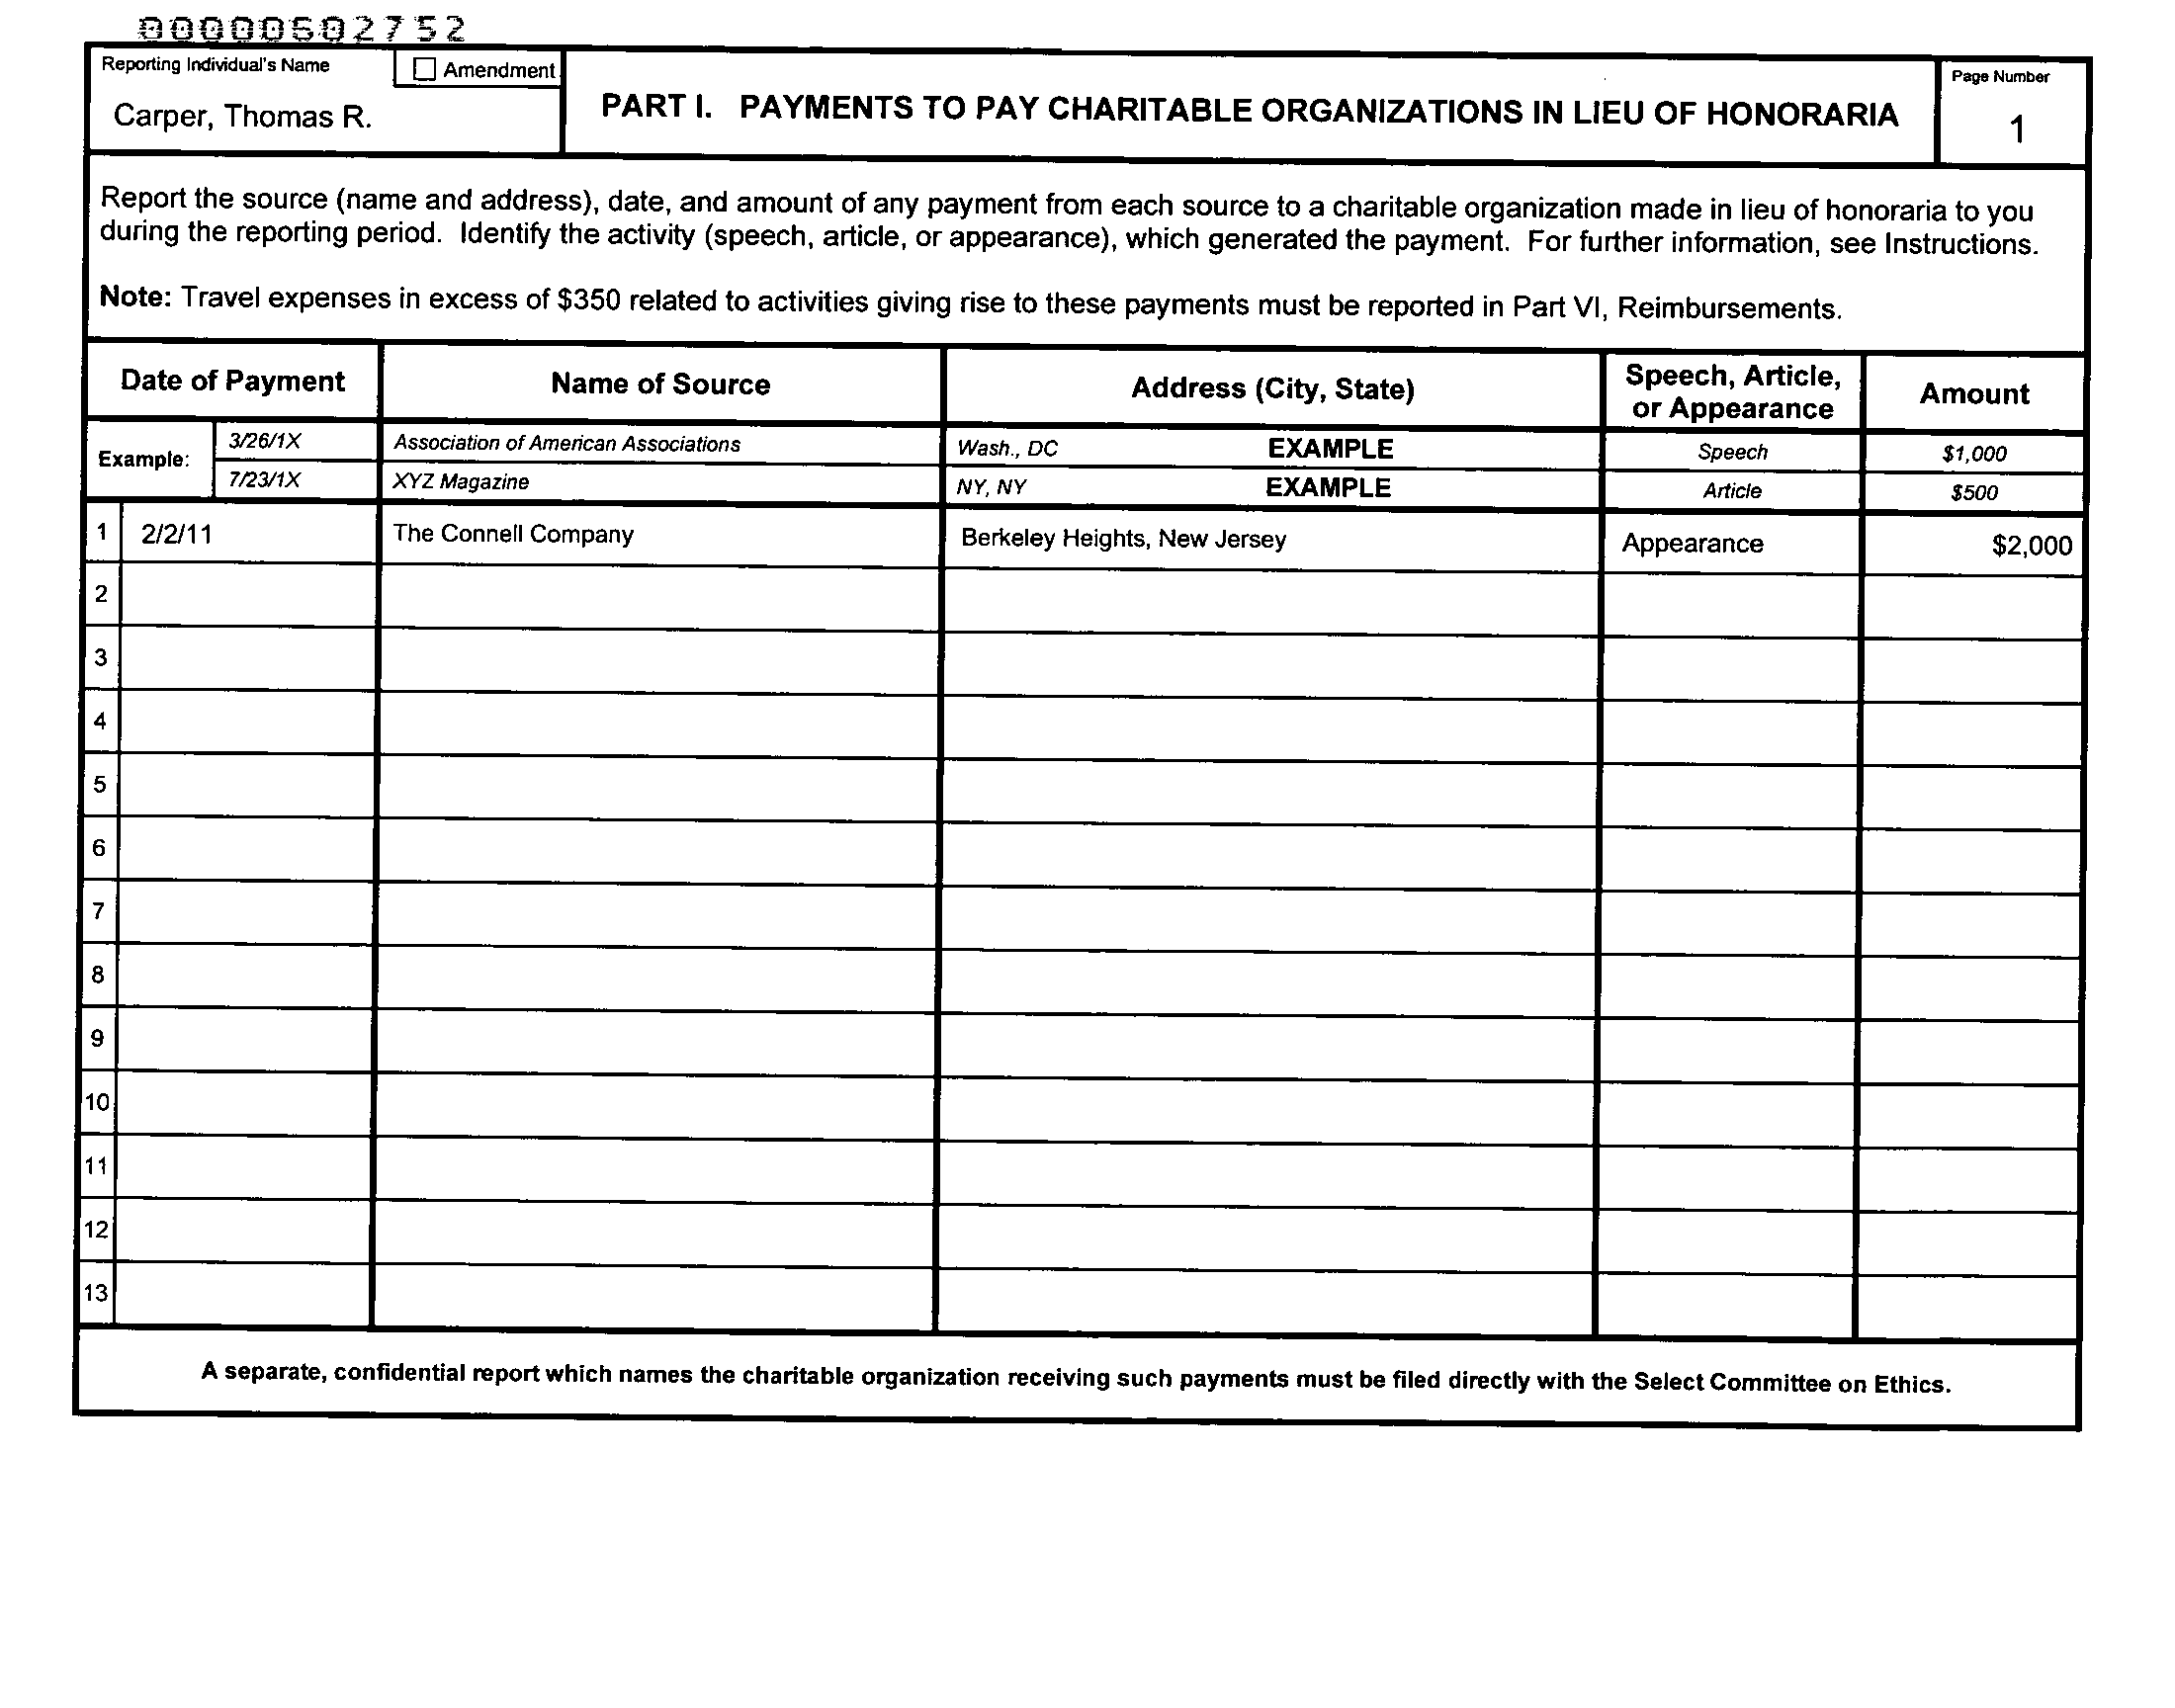 00000502752
Reporting Individual's Name
Amendment
Carper, Thomas R.
PART I. PAYMENTS TO PAY CHARITABLE ORGANIZATIONS IN LIEU OF HONORARIA
Page Number
1
Report the source (name and address), date, and amount of any payment from each source to a charitable organization made in lieu of honoraria to you
during the reporting period. Identify the activity (speech, article, or appearance), which generated the payment. For further information, see Instructions.
Note: Travel expenses in excess of $350 related to activities giving rise to these payments must be reported in Part VI, Reimbursements.
Date of Payment Name of Source Address (City, State) Speech, Article, or Appearance Amount
Example: 3/26/1X Association of American Associations Wash., DC EXAMPLE Speech $1,000
7/23/1X XYZ Magazine NY, NY EXAMPLE Article $500
1 2/2/11 The Connell Company Berkeley Heights, New Jersey Appearance $2,000
2
3
4
5
6
7
8
9
10
11
12
13
A separate, confidential report which names the charitable organization receiving such payments must be filed directly with the Select Committee on Ethics.